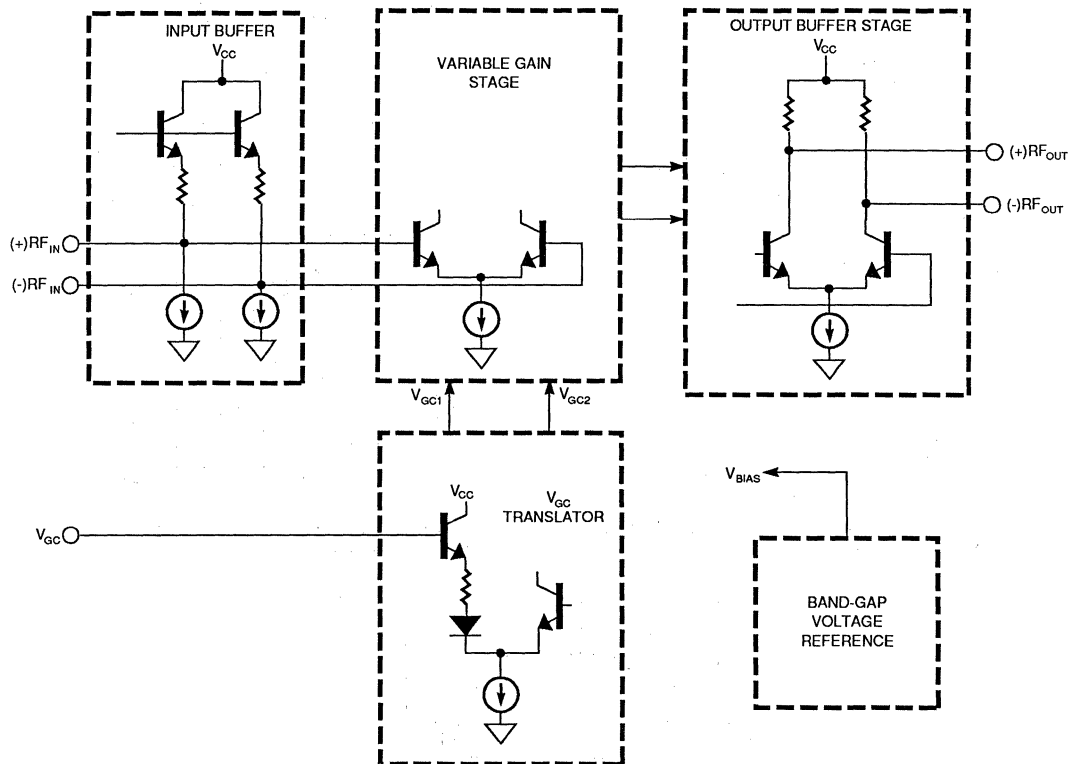 INPUT BUFFER
VCC
VARIABLE GAIN
STAGE
OUTPUT BUFFER STAGE
VCC
(+)RFOUT
(-)RFOUT
(+)RFIN
(-)RFIN
VGC1
VGC2
VCC
VGC
TRANSLATOR
VGC
VBIAS
BAND-GAP
VOLTAGE
REFERENCE